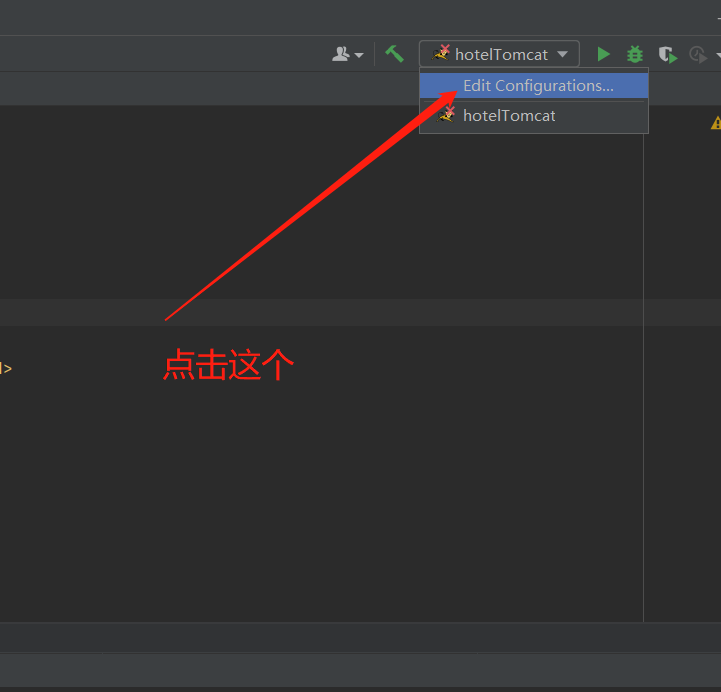 hotelTomcat
Edit Configurations...
hotelTomcat
点击这个
>